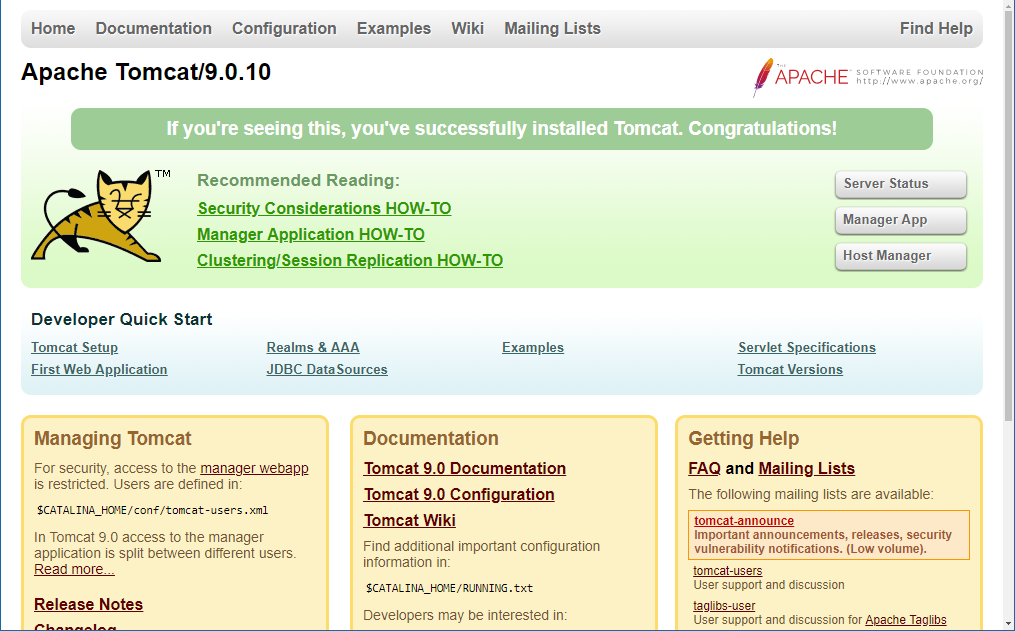 Home Documentation Configuration Examples Wiki Mailing Lists Find Help
Apache Tomcat/9.0.10
THE
APACHE SOFTWARE FOUNDATION
http://www.apache.org/
If you're seeing this, you've successfully installed Tomcat. Congratulations!
TM
Recommended Reading:
Security Considerations HOW-TO
Manager Application HOW-TO
Clustering/Session Replication HOW-TO
Server Status
Manager App
Host Manager
Developer Quick Start
Tomcat Setup
First Web Application
Realms & AAA
JDBC DataSources
Examples
Servlet Specifications
Tomcat Versions
Managing Tomcat
For security, access to the manager webapp
is restricted. Users are defined in:
$CATALINA_HOME/conf/tomcat-users.xml
In Tomcat 9.0 access to the manager
application is split between different users.
Read more...
Release Notes
Changelog
Documentation
Tomcat 9.0 Documentation
Tomcat 9.0 Configuration
Tomcat Wiki
Find additional important configuration
information in:
$CATALINA_HOME/RUNNING.txt
Developers may be interested in:
Getting Help
FAQ and Mailing Lists
The following mailing lists are available:
tomcat-announce
Important announcements, releases, security
vulnerability notifications. (Low volume).
tomcat-users
User support and discussion
taglibs-user
User support and discussion for Apache Taglibs